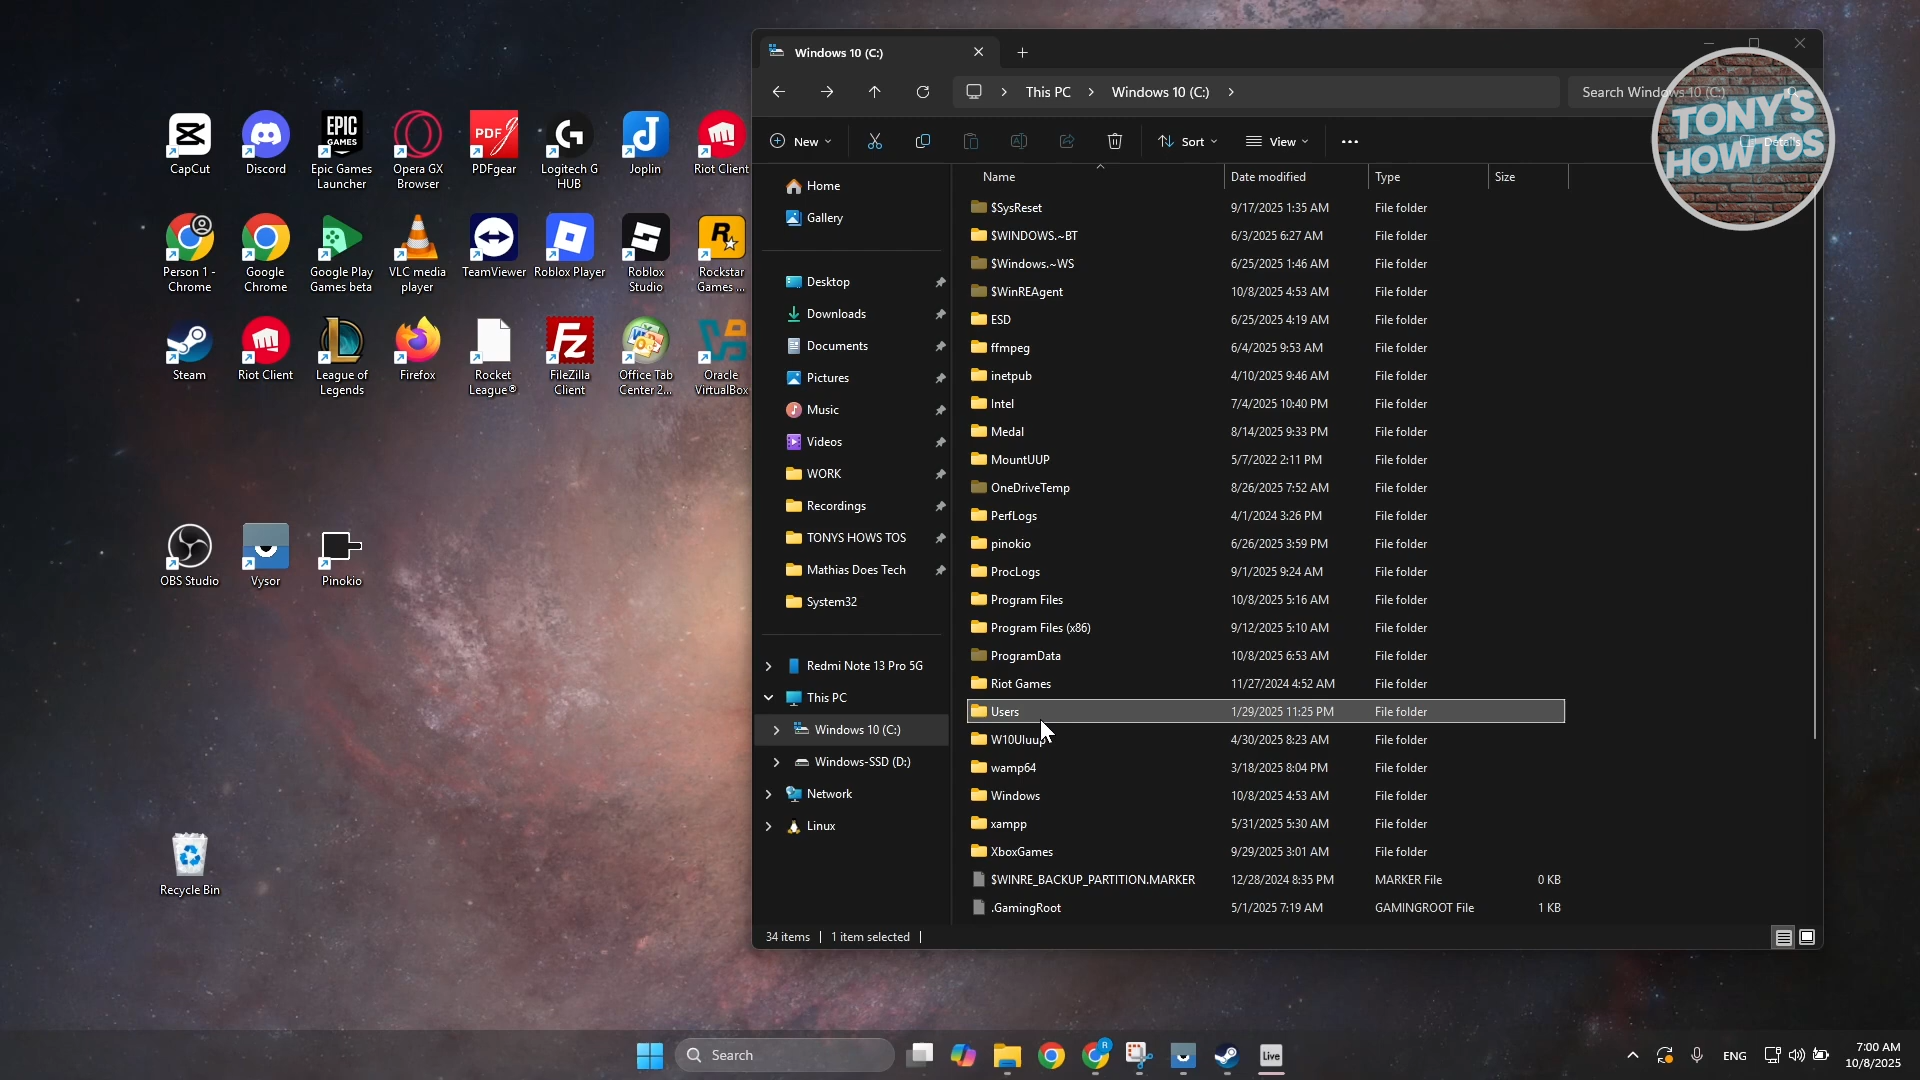 Windows 10 (C:)
This PC
Windows 10 (C:)
Search Windows 10 (C:)
TONY'S
HOWTOS
New
Sort
View
Details
Home
Gallery
Desktop
Downloads
Documents
Pictures
Music
Videos
WORK
Recordings
TONYS HOWS TOS
Mathias Does Tech
System32
Redmi Note 13 Pro 5G
This PC
Windows 10 (C:)
Windows-SSD (D:)
Network
Linux
Name Date modified Type Size
$SysReset 9/17/2025 1:35 AM File folder
$WINDOWS.~BT 6/3/2025 6:27 AM File folder
$Windows.~WS 6/25/2025 1:46 AM File folder
$WinREAgent 10/8/2025 4:53 AM File folder
ESD 6/25/2025 4:19 AM File folder
ffmpeg 6/4/2025 9:53 AM File folder
inetpub 4/10/2025 9:46 AM File folder
Intel 7/4/2025 10:40 PM File folder
Medal 8/14/2025 9:33 PM File folder
MountUUP 5/7/2022 2:11 PM File folder
OneDriveTemp 8/26/2025 7:52 AM File folder
PerfLogs 4/1/2024 3:26 PM File folder
pinokio 6/26/2025 3:59 PM File folder
ProcLogs 9/1/2025 9:24 AM File folder
Program Files 10/8/2025 5:16 AM File folder
Program Files (x86) 9/12/2025 5:10 AM File folder
ProgramData 10/8/2025 6:53 AM File folder
Riot Games 11/27/2024 4:52 AM File folder
Users 1/29/2025 11:25 PM File folder
W10UIuup 4/30/2025 8:23 AM File folder
wamp64 3/18/2025 8:04 PM File folder
Windows 10/8/2025 4:53 AM File folder
xampp 5/31/2025 5:30 AM File folder
XboxGames 9/29/2025 3:01 AM File folder
$WINRE_BACKUP_PARTITION.MARKER 12/28/2024 8:35 PM MARKER File 0 KB
.GamingRoot 5/1/2025 7:19 AM GAMINGROOT File 1 KB
34 items 1 item selected
CapCut
Discord
EPIC
GAMES
Epic Games
Launcher
Opera GX
Browser
PDF
PDFgear
Logitech G
HUB
Joplin
Riot Client
Person 1 -
Chrome
Google
Chrome
Google Play
Games beta
VLC media
player
TeamViewer
Roblox Player
Roblox
Studio
Rockstar
Games ...
Steam
Riot Client
League of
Legends
Firefox
Rocket
League®
FileZilla
Client
Office Tab
Center 2...
Oracle
VirtualBox
OBS Studio
Vysor
Pinokio
Recycle Bin
Search
Live
ENG
7:00 AM
10/8/2025